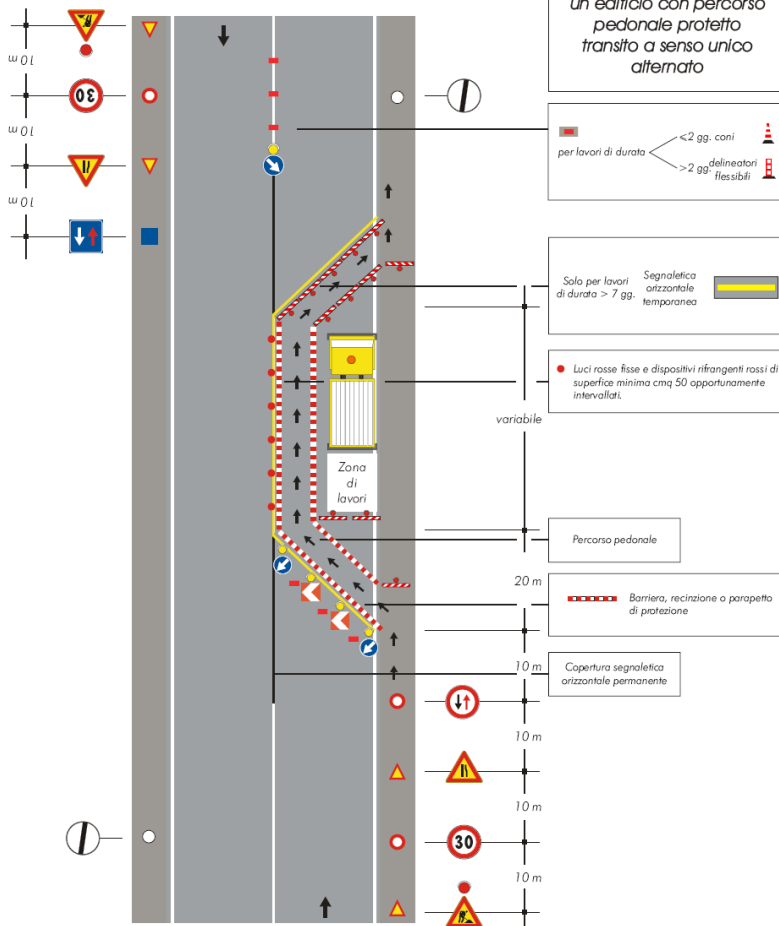 un edificio con percorso
pedonale protetto
transito a senso unico
alternato
10 m
30
10 m
10 m
10 m
per lavori di durata
<2 gg. coni
>2 gg. delineatori
flessibili
Solo per lavori
di durata > 7 gg.
Segnaletica
orizzontale
temporanea
Luci rosse fisse e dispositivi rifrangenti rossi di
superfice minima cmq 50 opportunamente
intervallati.
variabile
Zona
di
lavori
Percorso pedonale
20 m
Barriera, recinzione o parapetto
di protezione
10 m
Copertura segnaletica
orizzontale permanente
10 m
10 m
30
10 m